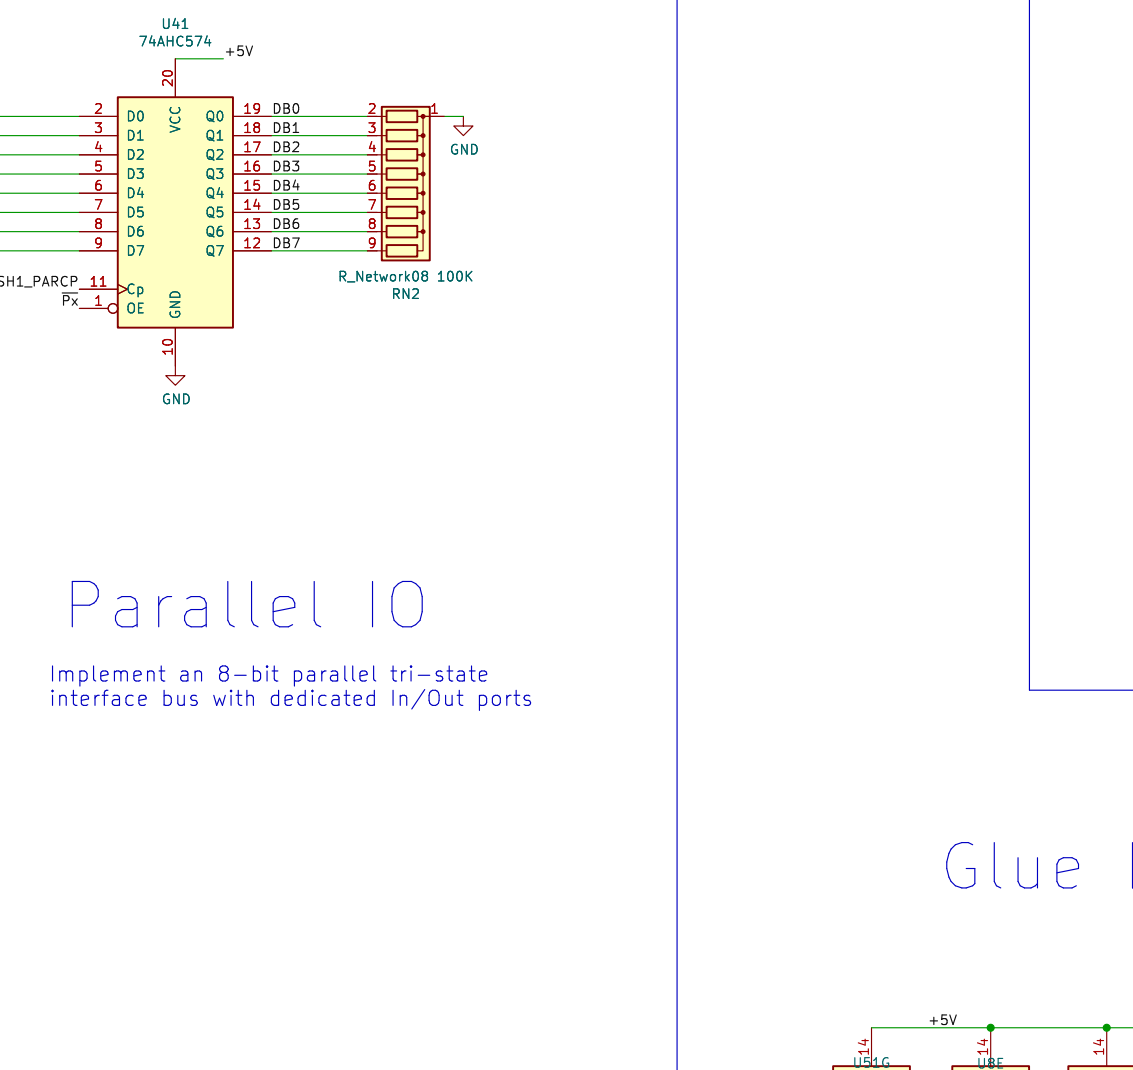 U41
74AHC574
+5V
20
2 D0 VCC Q0 19 DB0 2 1
3 D1 Q1 18 DB1 3
4 D2 Q2 17 DB2 4 GND
5 D3 Q3 16 DB3 5
6 D4 Q4 15 DB4 6
7 D5 Q5 14 DB5 7
8 D6 Q6 13 DB6 8
9 D7 Q7 12 DB7 9
SH1_PARCP 11 Cp
Px 1 OE GND
R_Network08 100K
RN2
10
GND
Parallel IO
Implement an 8-bit parallel tri-state
interface bus with dedicated In/Out ports
Glue
+5V
14 14 14
U51G U8E